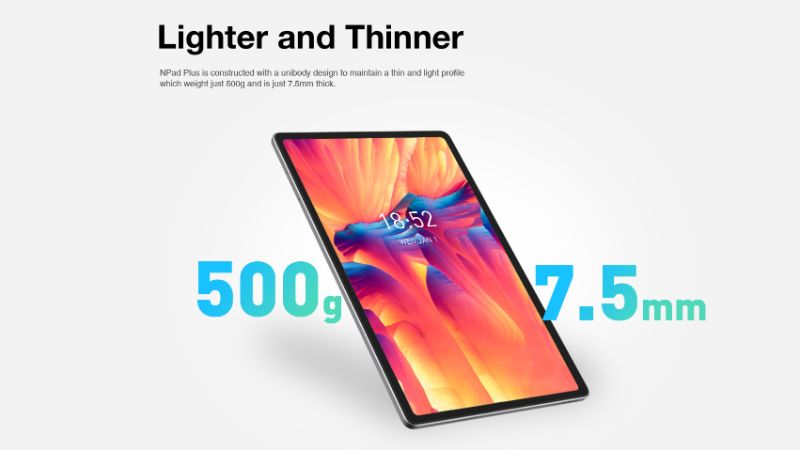 Lighter and Thinner
NPad Plus is constructed with a unibody design to maintain a thin and light profile
which weight just 500g and is just 7.5mm thick.
18:52
WED JAN 1
500g
7.5mm